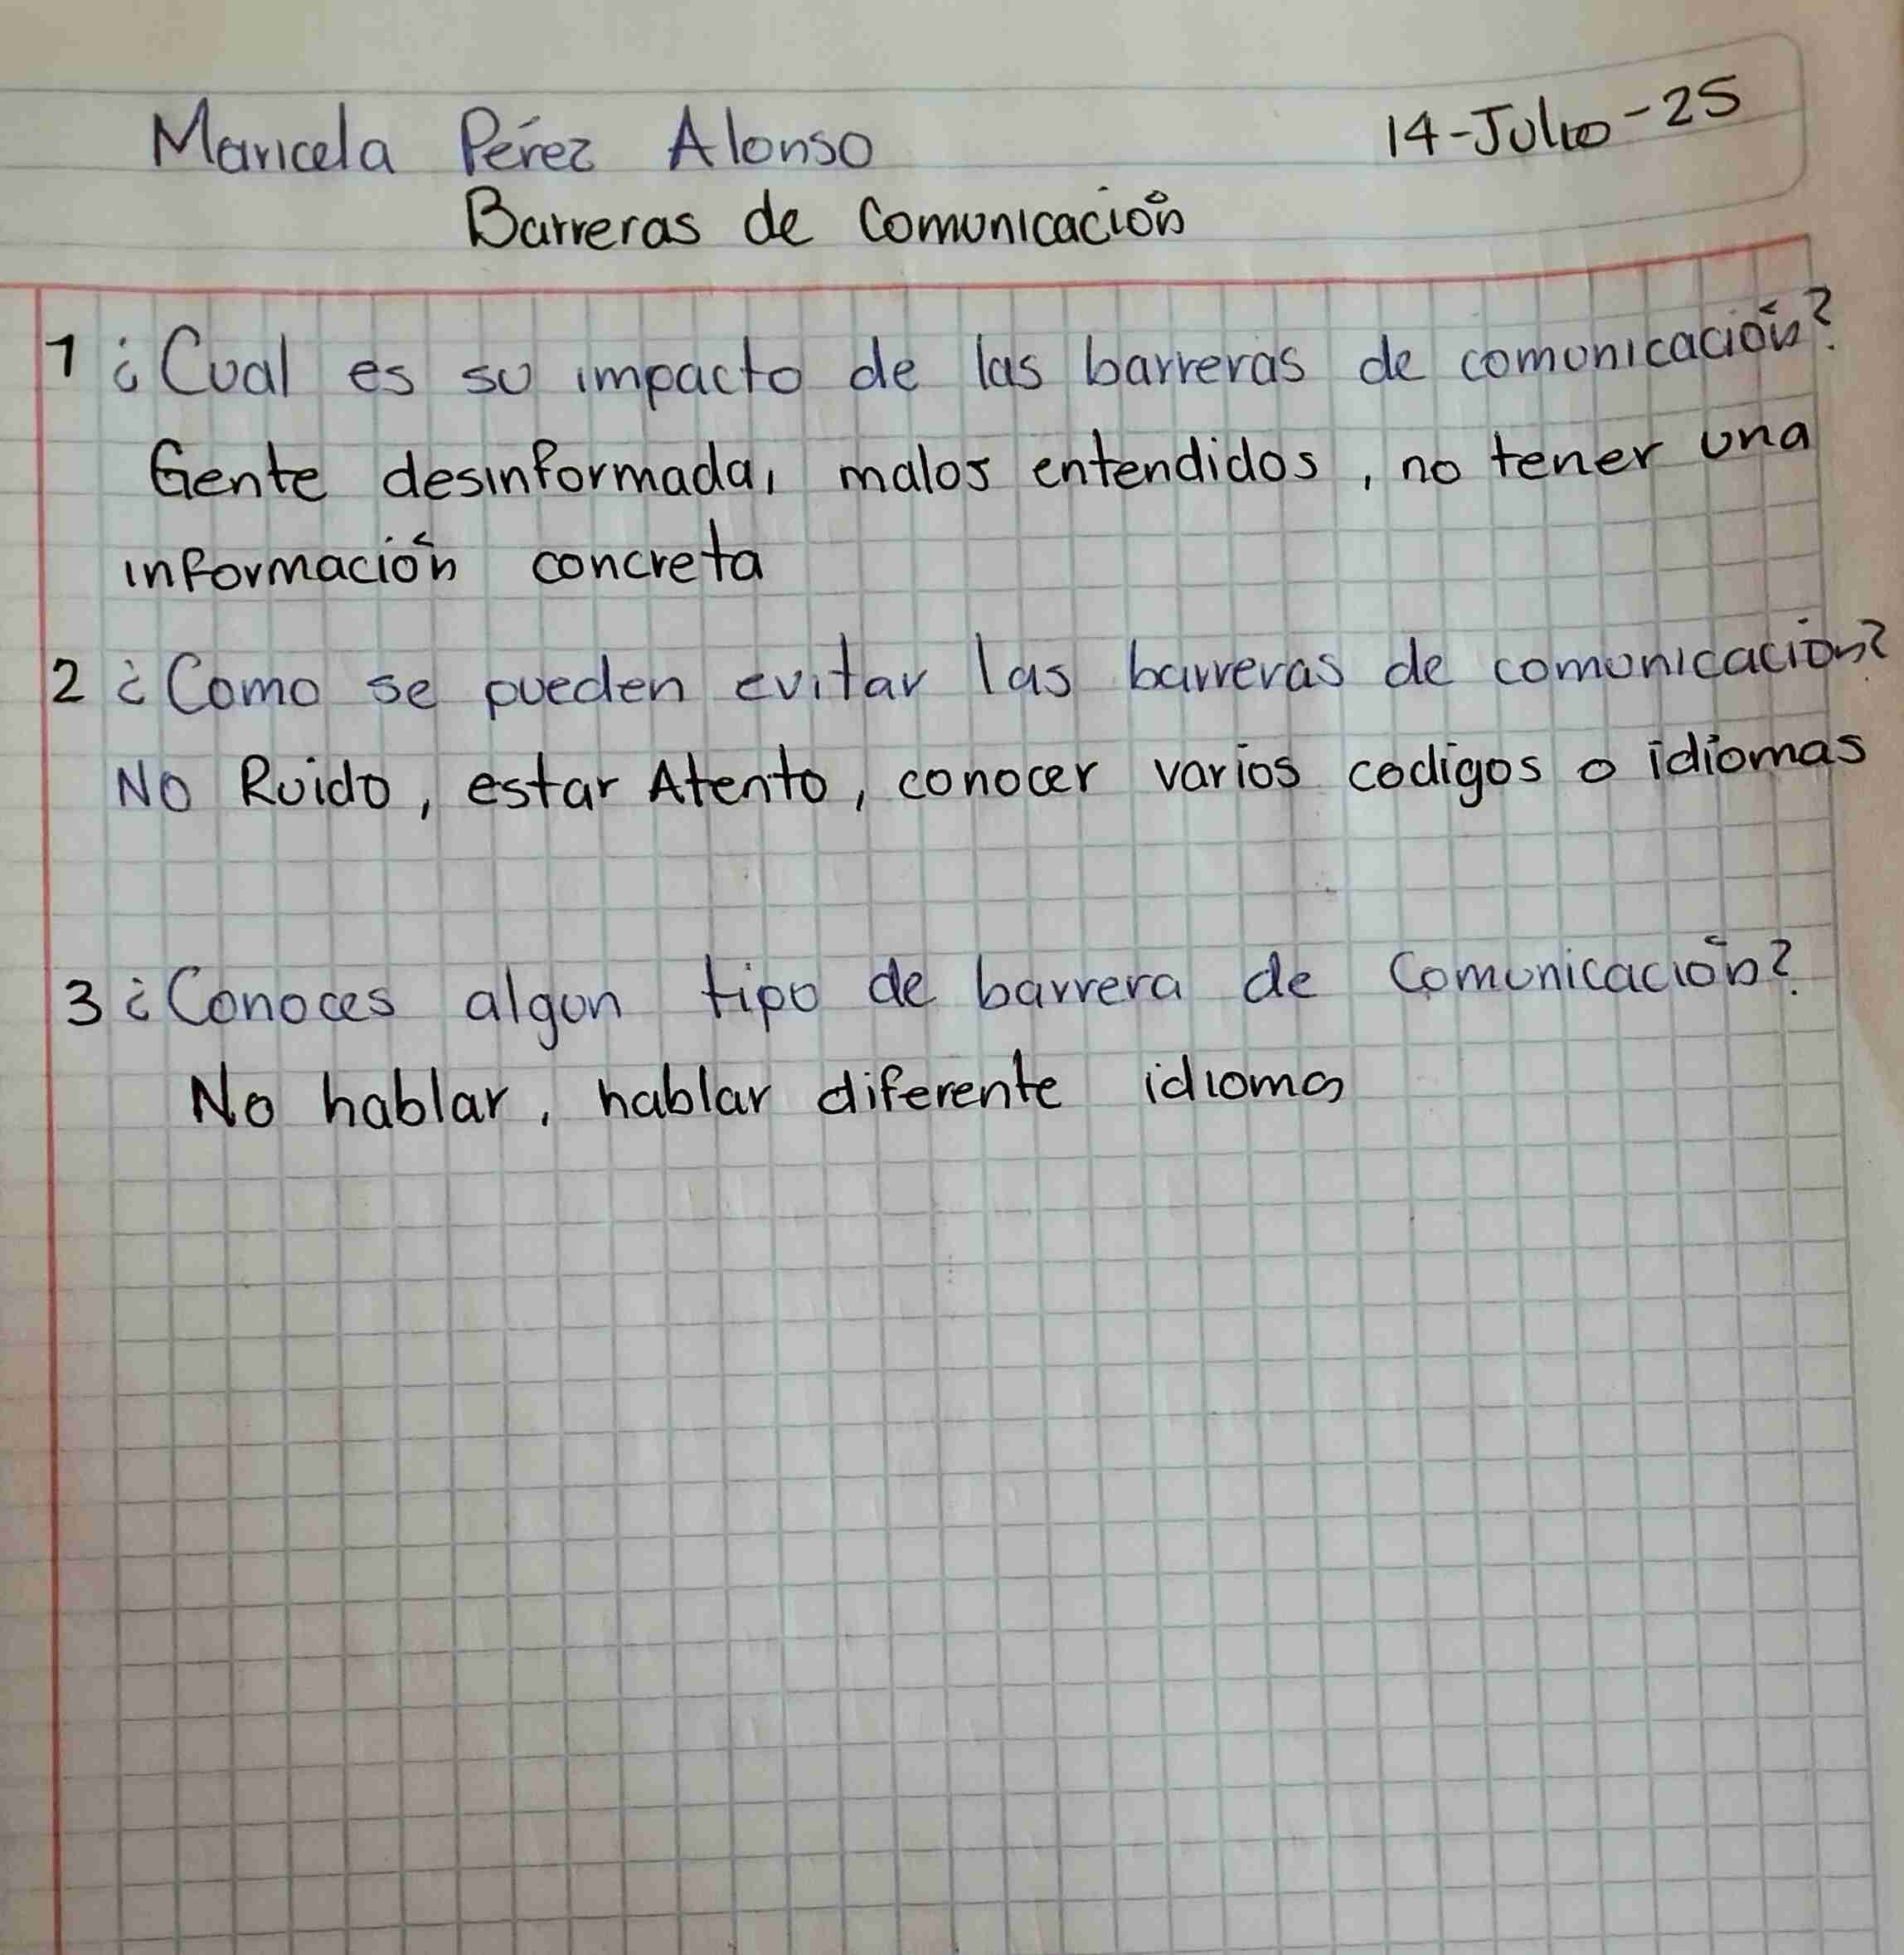 Maricela Pérez Alonso 14-Julio-25
Barreras de Comunicación
1 ¿Cual es su impacto de las barreras de comunicación?
Gente desinformada, malos entendidos, no tener una
información concreta
2 ¿Como se pueden evitar las barreras de comunicación?
No Ruido, estar Atento, conocer varios codigos o idiomas
3 ¿Conoces algun tipo de barrera de Comunicación?
No hablar, hablar diferente idioma